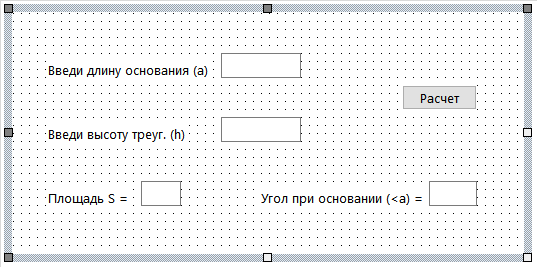 Введи длину основания (a)
Расчет
Введи высоту треуг. (h)
Площадь S =
Угол при основании (<a) =